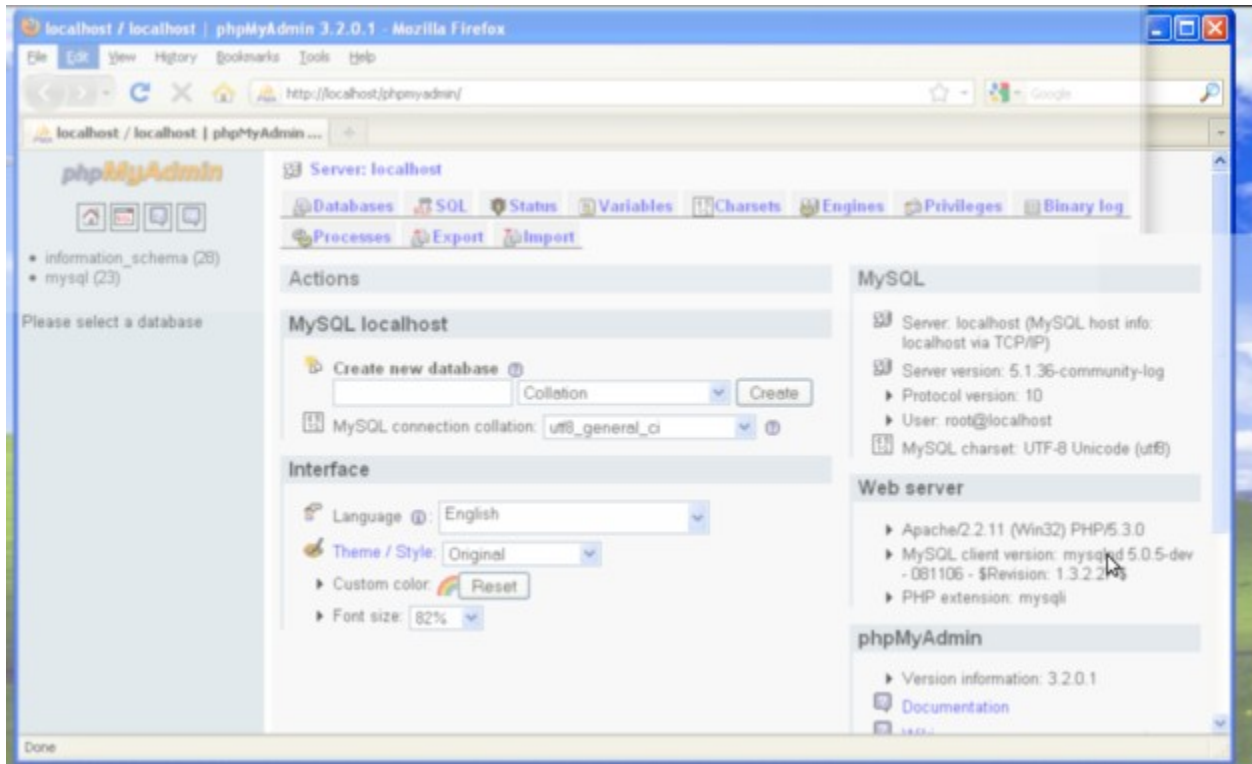 localhost / localhost | phpMyAdmin 3.2.0.1 - Mozilla Firefox
File Edit View History Bookmarks Tools Help
http://localhost/phpmyadmin/
Google
localhost / localhost | phpMyAdmin ...
phpMyAdmin
SQL
information_schema (28)
mysql (23)
Please select a database
Server: localhost
Databases SQL Status Variables Charsets Engines Privileges Binary log
Processes Export Import
Actions
MySQL localhost
Create new database
Collation Create
MySQL connection collation: utf8_general_ci
Interface
Language : English
Theme / Style: Original
Custom color: Reset
Font size: 82%
MySQL
Server: localhost (MySQL host info:
localhost via TCP/IP)
Server version: 5.1.36-community-log
Protocol version: 10
User: root@localhost
MySQL charset: UTF-8 Unicode (utf8)
Web server
Apache/2.2.11 (Win32) PHP/5.3.0
MySQL client version: mysqlnd 5.0.5-dev
- 081106 - $Revision:
PHP extension: mysqli
phpMyAdmin
Version information: 3.2.0.1
Documentation
Wiki
Done